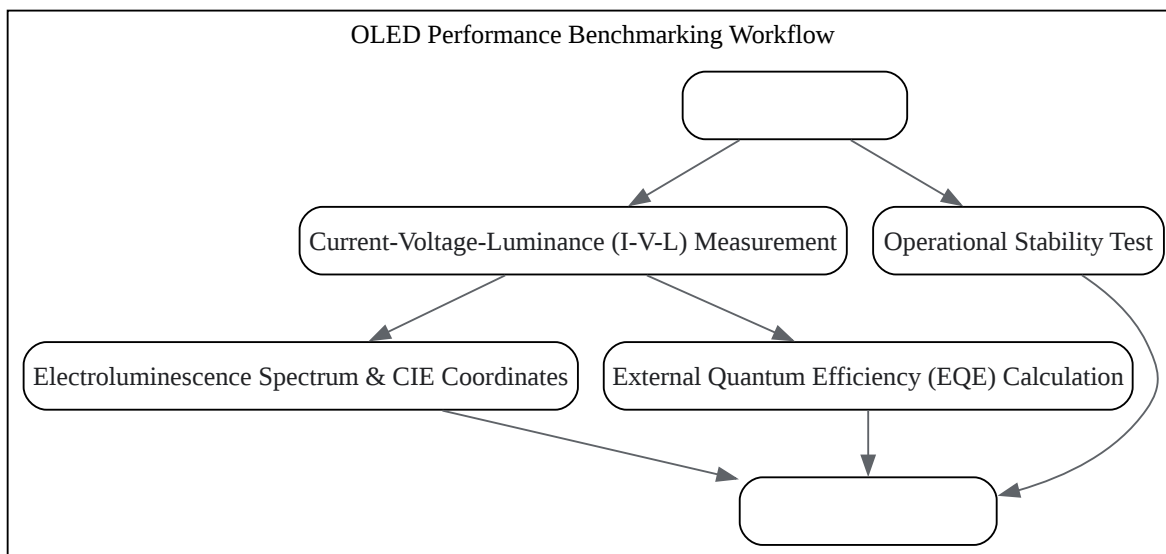 OLED Performance Benchmarking Workflow
Current-Voltage-Luminance (I-V-L) Measurement
Operational Stability Test
Electroluminescence Spectrum & CIE Coordinates
External Quantum Efficiency (EQE) Calculation